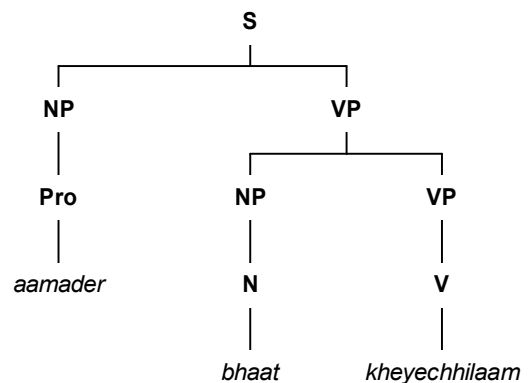 S
NP VP
Pro NP VP
aamader N V
bhaat kheyechhilaam